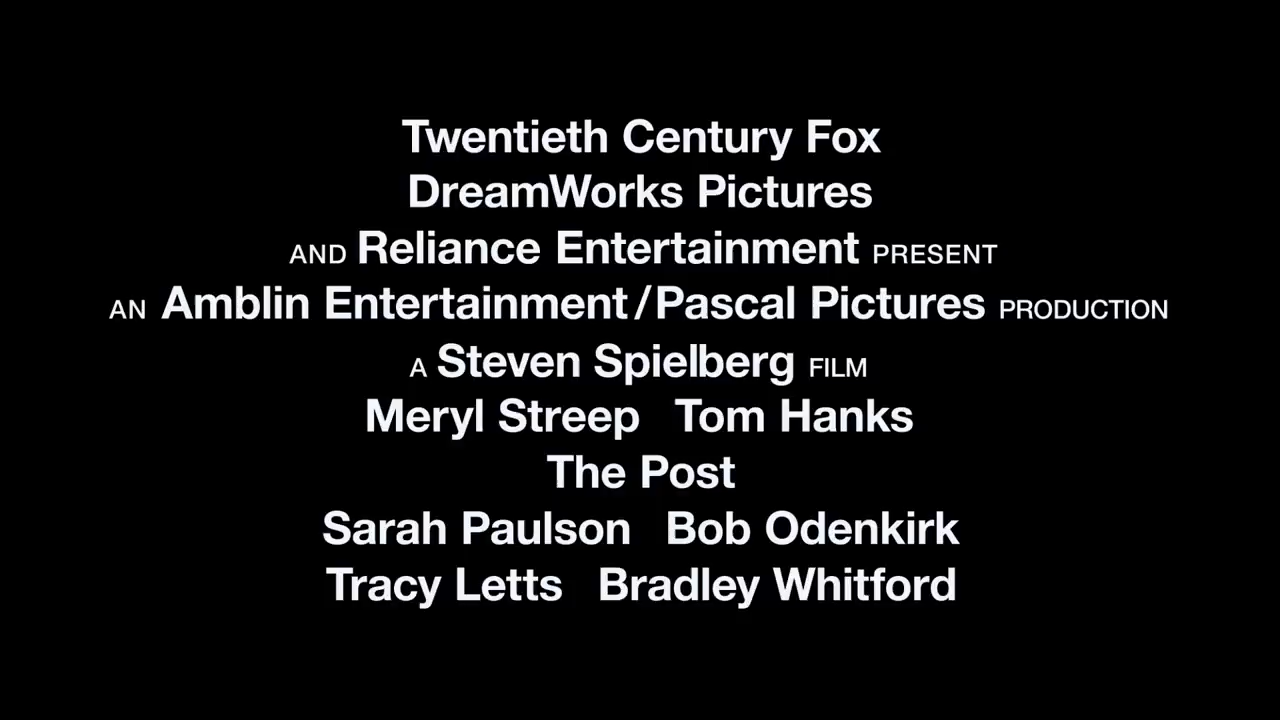 Twentieth Century Fox
DreamWorks Pictures
AND Reliance Entertainment PRESENT
AN Amblin Entertainment/Pascal Pictures PRODUCTION
A Steven Spielberg FILM
Meryl Streep Tom Hanks
The Post
Sarah Paulson Bob Odenkirk
Tracy Letts Bradley Whitford